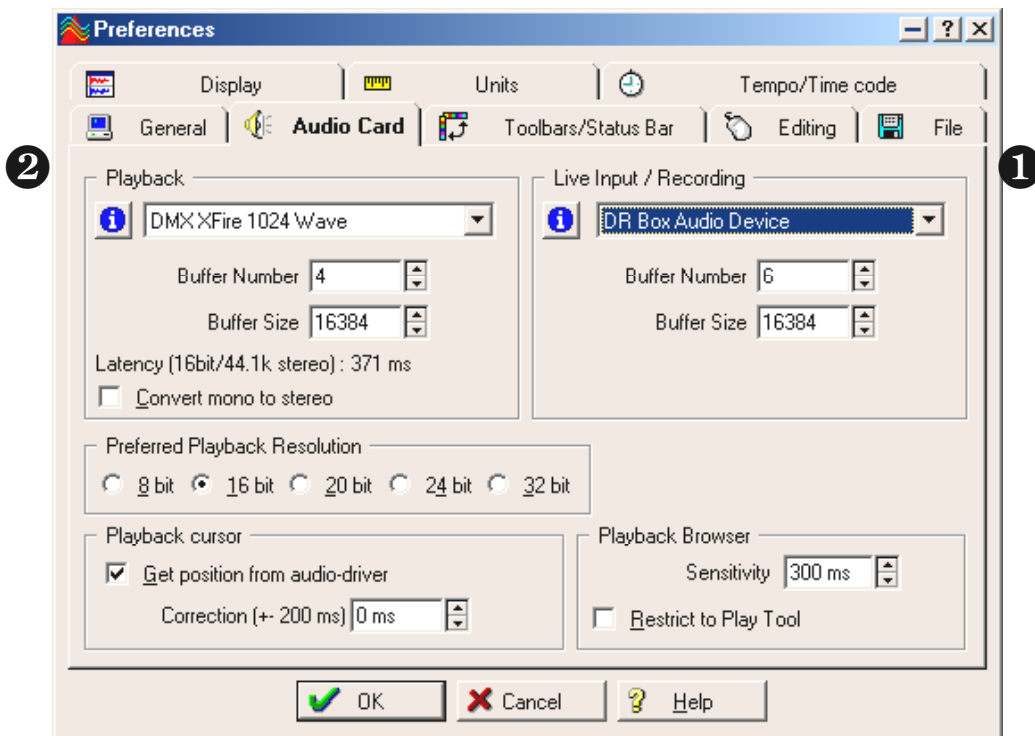 Preferences
Display Units Tempo/Time code
General Audio Card Toolbars/Status Bar Editing File
2 1
Playback Live Input / Recording
DMX XFire 1024 Wave DR Box Audio Device
Buffer Number 4 Buffer Number 6
Buffer Size 16384 Buffer Size 16384
Latency (16bit/44.1k stereo) : 371 ms
Convert mono to stereo
Preferred Playback Resolution
8 bit 16 bit 20 bit 24 bit 32 bit
Playback cursor Playback Browser
Get position from audio-driver Sensitivity 300 ms
Correction (+- 200 ms) 0 ms Restrict to Play Tool
OK Cancel Help